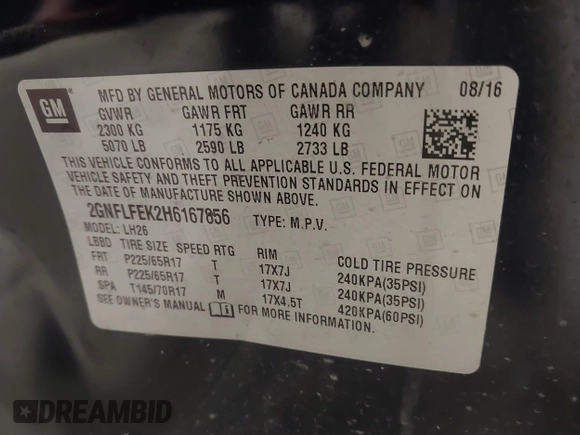 GM
MFD BY GENERAL MOTORS OF CANADA COMPANY 08/16
GVWR GAWR FRT GAWR RR
2300 KG 1175 KG 1240 KG
5070 LB 2590 LB 2733 LB
THIS VEHICLE CONFORMS TO ALL APPLICABLE U.S. FEDERAL MOTOR
VEHICLE SAFETY AND THEFT PREVENTION STANDARDS IN EFFECT ON
THE DATE OF MANUFACTURE SHOWN ABOVE.
2GNFLFEK2H6167856 TYPE: M.P.V.
MODEL: LH26
LBBD TIRE SIZE SPEED RTG RIM COLD TIRE PRESSURE
FRT P225/65R17 T 17X7J 240KPA(35PSI)
RR P225/65R17 T 17X7J 240KPA(35PSI)
SPA T145/70R17 M 17X4.5T 420KPA(60PSI)
SEE OWNER'S MANUAL FOR MORE INFORMATION.
DREAMBID